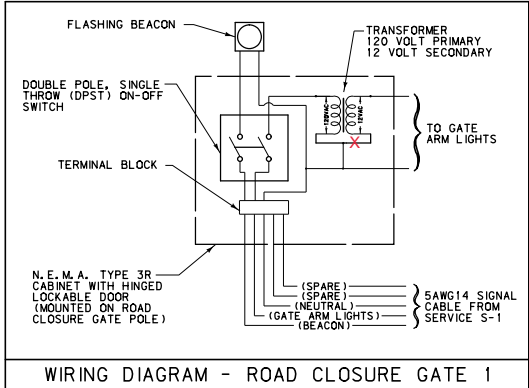 FLASHING BEACON
TRANSFORMER
120 VOLT PRIMARY
12 VOLT SECONDARY
DOUBLE POLE, SINGLE
THROW (DPST) ON-OFF
SWITCH
120VAC
12VAC
TO GATE
ARM LIGHTS
TERMINAL BLOCK
N.E.M.A. TYPE 3R
CABINET WITH HINGED
LOCKABLE DOOR
(MOUNTED ON ROAD
CLOSURE GATE POLE)
(SPARE)
(SPARE)
(NEUTRAL)
(GATE ARM LIGHTS)
(BEACON)
5AWG14 SIGNAL
CABLE FROM
SERVICE S-1
WIRING DIAGRAM - ROAD CLOSURE GATE 1